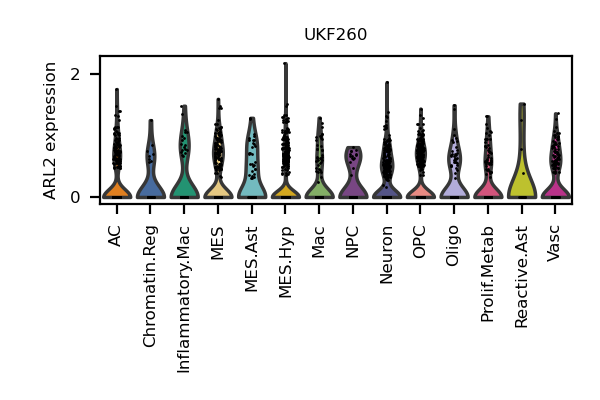 UKF260
ARL2 expression
2
0
AC
Chromatin.Reg
Inflammatory.Mac
MES
MES.Ast
MES.Hyp
Mac
NPC
Neuron
OPC
Oligo
Prolif.Metab
Reactive.Ast
Vasc